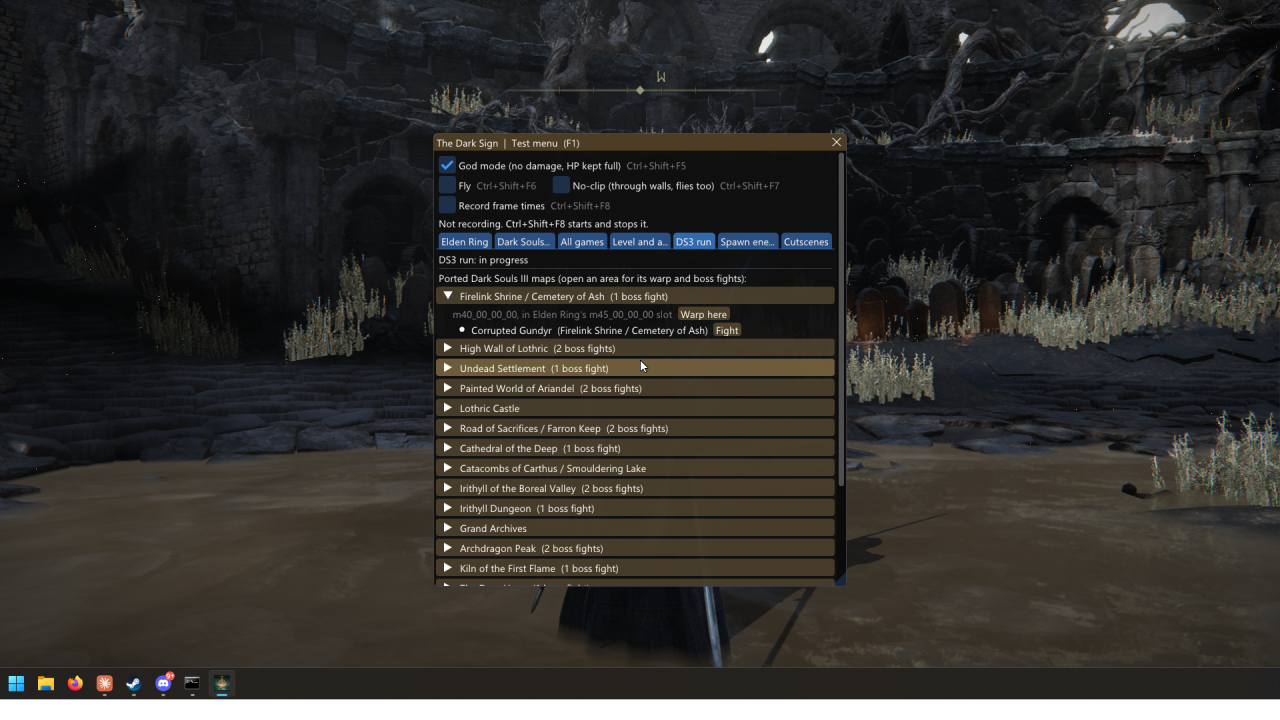 W
The Dark Sign | Test menu (F1)
God mode (no damage, HP kept full) Ctrl+Shift+F5
Fly Ctrl+Shift+F6 No-clip (through walls, flies too) Ctrl+Shift+F7
Record frame times Ctrl+Shift+F8
Not recording. Ctrl+Shift+F8 starts and stops it.
Elden Ring Dark Souls... All games Level and a... DS3 run Spawn ene... Cutscenes
DS3 run: in progress
Ported Dark Souls III maps (open an area for its warp and boss fights):
Firelink Shrine / Cemetery of Ash (1 boss fight)
m40_00_00_00, in Elden Ring's m45_00_00_00 slot Warp here
Corrupted Gundyr (Firelink Shrine / Cemetery of Ash) Fight
High Wall of Lothric (2 boss fights)
Undead Settlement (1 boss fight)
Painted World of Ariandel (2 boss fights)
Lothric Castle
Road of Sacrifices / Farron Keep (2 boss fights)
Cathedral of the Deep (1 boss fight)
Catacombs of Carthus / Smouldering Lake
Irithyll of the Boreal Valley (2 boss fights)
Irithyll Dungeon (1 boss fight)
Grand Archives
Archdragon Peak (2 boss fights)
Kiln of the First Flame (1 boss fight)